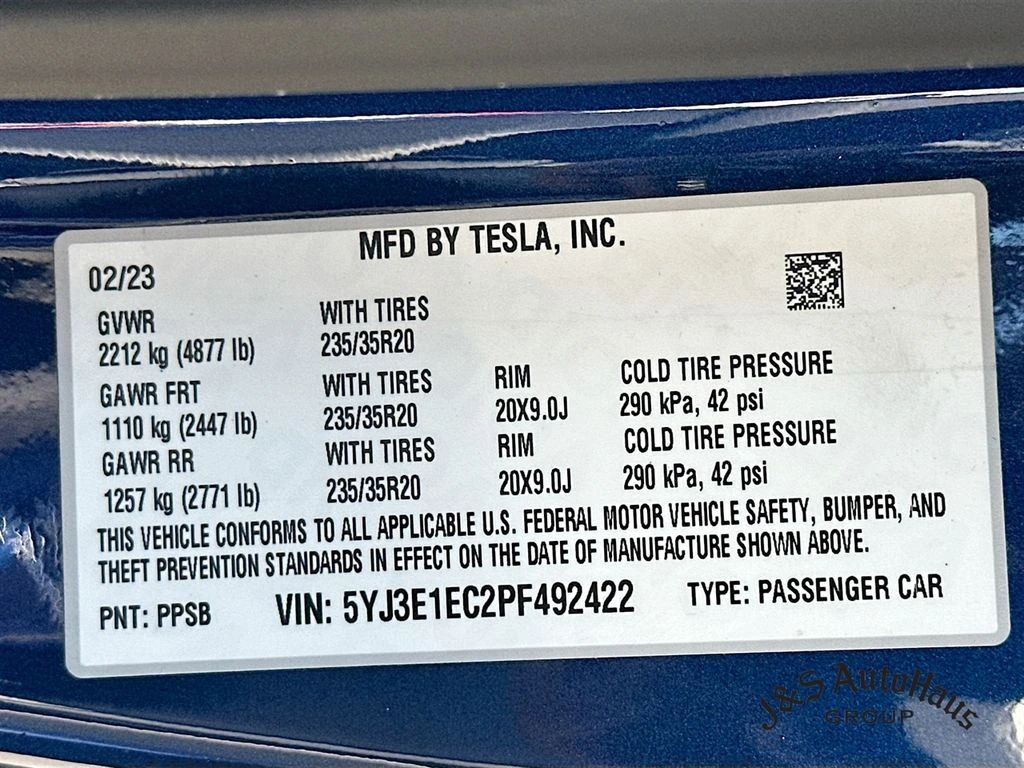 MFD BY TESLA, INC.
02/23
GVWR WITH TIRES
2212 kg (4877 lb) 235/35R20
GAWR FRT WITH TIRES RIM COLD TIRE PRESSURE
1110 kg (2447 lb) 235/35R20 20X9.0J 290 kPa, 42 psi
GAWR RR WITH TIRES RIM COLD TIRE PRESSURE
1257 kg (2771 lb) 235/35R20 20X9.0J 290 kPa, 42 psi
THIS VEHICLE CONFORMS TO ALL APPLICABLE U.S. FEDERAL MOTOR VEHICLE SAFETY, BUMPER, AND
THEFT PREVENTION STANDARDS IN EFFECT ON THE DATE OF MANUFACTURE SHOWN ABOVE.
PNT: PPSB VIN: 5YJ3E1EC2PF492422 TYPE: PASSENGER CAR
J&S AutoHaus
GROUP